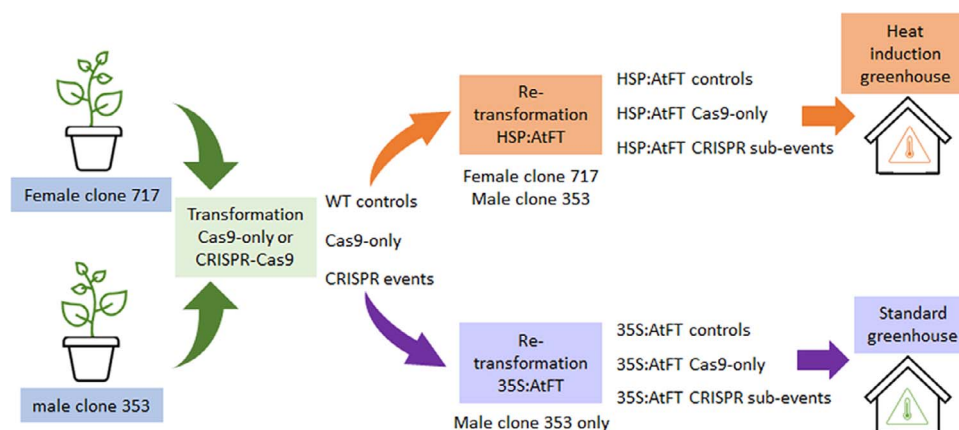 Female clone 717
male clone 353
Transformation
Cas9-only or
CRISPR-Cas9
WT controls
Cas9-only
CRISPR events
Re-
transformation
HSP:AtFT
Female clone 717
Male clone 353
HSP:AtFT controls
HSP:AtFT Cas9-only
HSP:AtFT CRISPR sub-events
Heat
induction
greenhouse
Re-
transformation
35S:AtFT
Male clone 353 only
35S:AtFT controls
35S:AtFT Cas9-only
35S:AtFT CRISPR sub-events
Standard
greenhouse